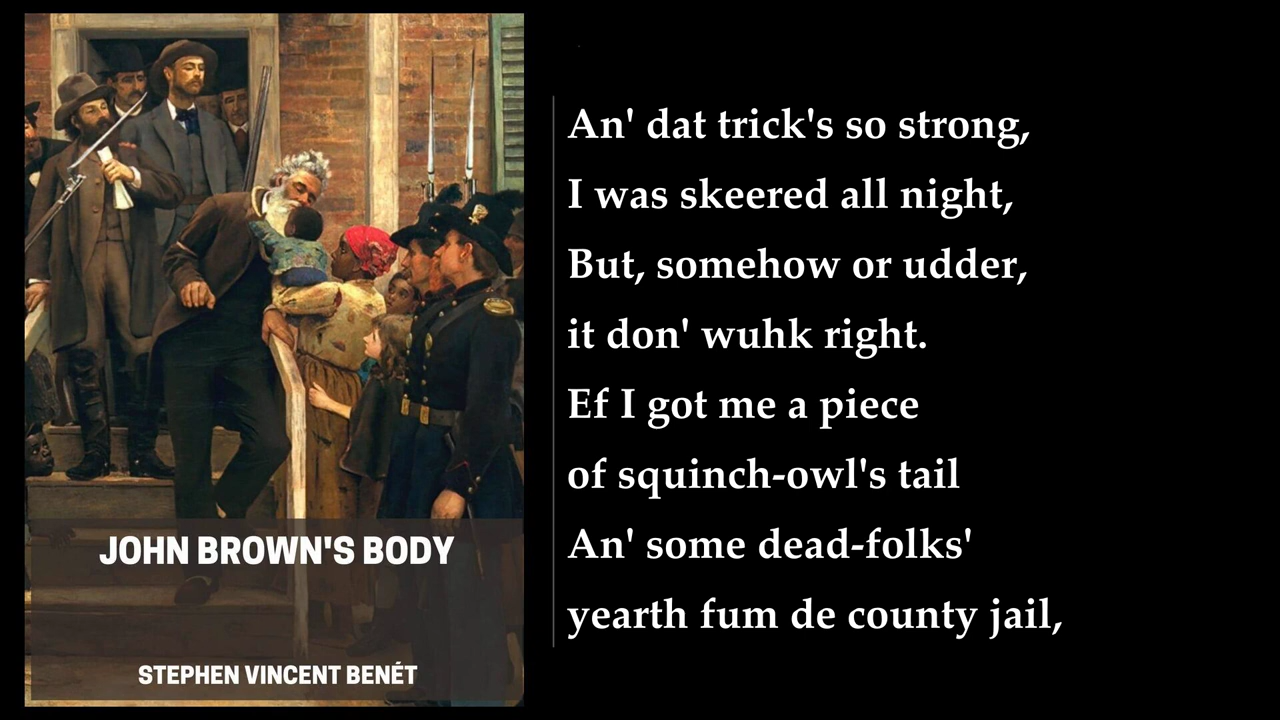 JOHN BROWN'S BODY
STEPHEN VINCENT BENÉT
An' dat trick's so strong,
I was skeered all night,
But, somehow or udder,
it don' wuhk right.
Ef I got me a piece
of squinch-owl's tail
An' some dead-folks'
yearth fum de county jail,